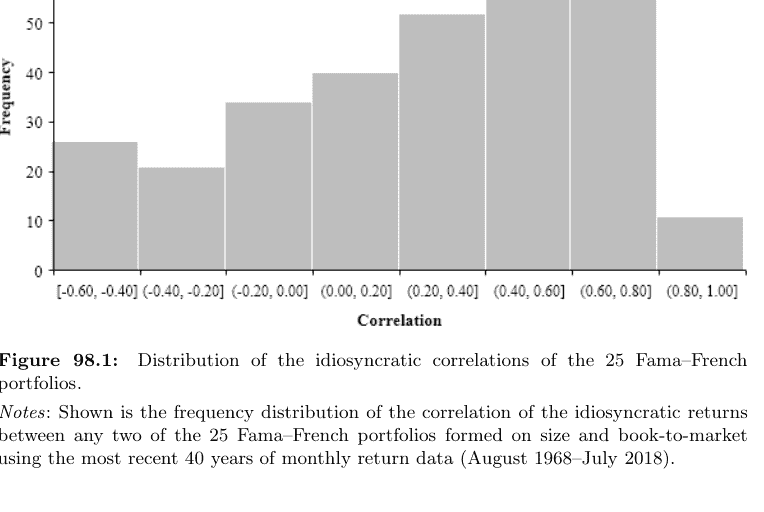 50
40
30
20
10
0
Frequency
[-0.60, -0.40] (-0.40, -0.20] (-0.20, 0.00] (0.00, 0.20] (0.20, 0.40] (0.40, 0.60] (0.60, 0.80] (0.80, 1.00]
Correlation
Figure 98.1: Distribution of the idiosyncratic correlations of the 25 Fama–French
portfolios.
Notes: Shown is the frequency distribution of the correlation of the idiosyncratic returns
between any two of the 25 Fama–French portfolios formed on size and book-to-market
using the most recent 40 years of monthly return data (August 1968–July 2018).